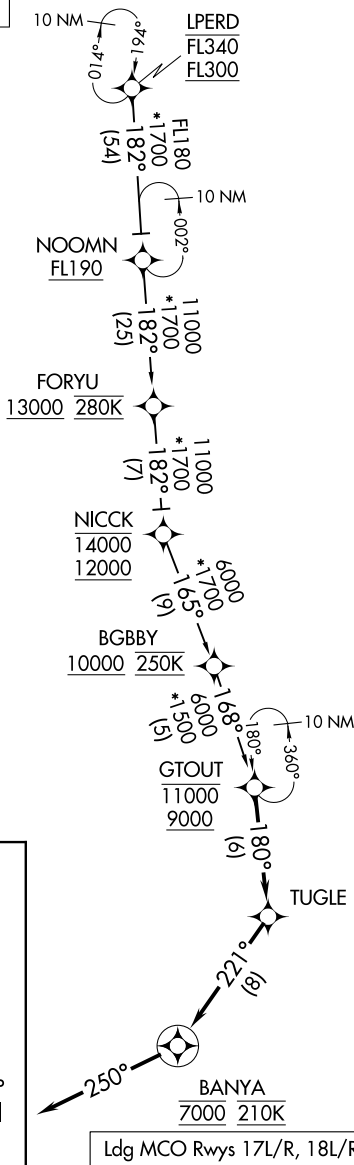 10 NM
014°
194°
LPERD
FL340
FL300
FL180
*1700
182°
(54)
10 NM
002°
NOOMN
FL190
11000
*1700
182°
(25)
FORYU
13000 280K
11000
*1700
182°
(7)
NICCK
14000
12000
6000
*1700
165°
(9)
BGBBY
10000 250K
168°
6000
*1500
(5)
10 NM
180°
360°
GTOUT
11000
9000
180°
(6)
TUGLE
221°
(8)
250°
BANYA
7000 210K
Ldg MCO Rwys 17L/R, 18L/R